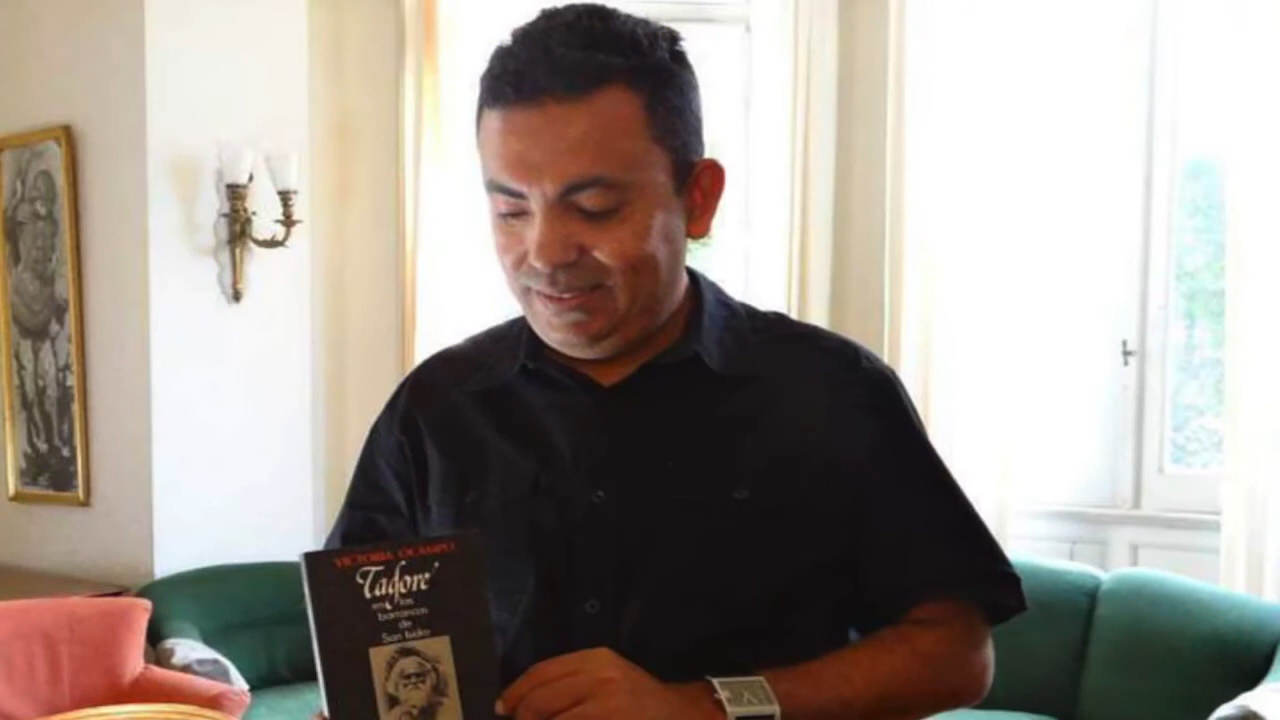 VICTORIA OCAMPO
Tagore
en las
barrancas
de
San Isidro